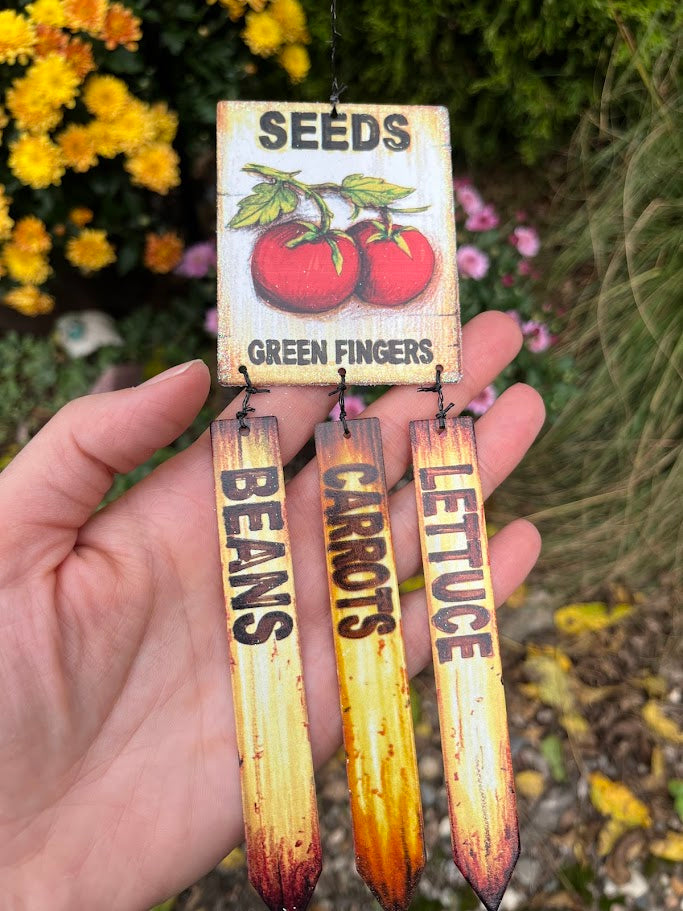 SEEDS
GREEN FINGERS
BEANS
CARROTS
LETTUCE